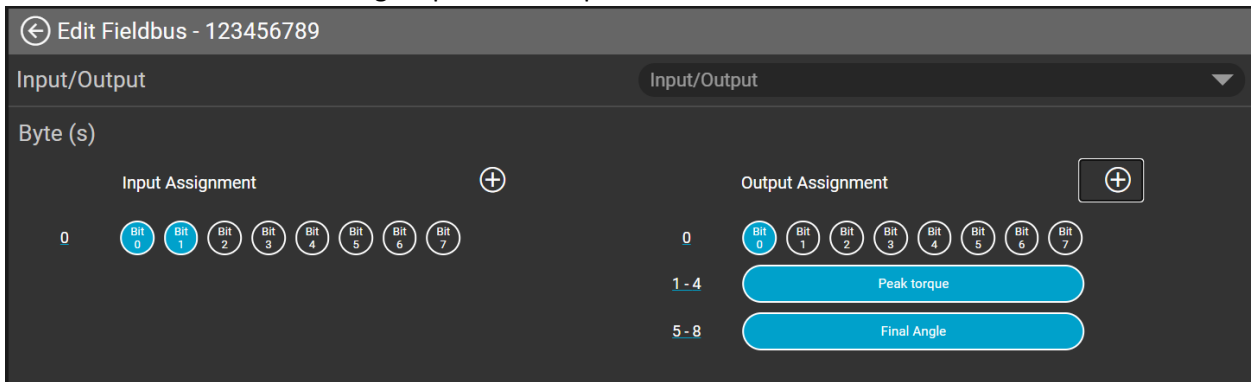 Edit Fieldbus - 123456789
Input/Output Input/Output
Byte (s)
Input Assignment Output Assignment
0 Bit 0 Bit 1 Bit 2 Bit 3 Bit 4 Bit 5 Bit 6 Bit 7 0 Bit 0 Bit 1 Bit 2 Bit 3 Bit 4 Bit 5 Bit 6 Bit 7
1 - 4 Peak torque
5 - 8 Final Angle